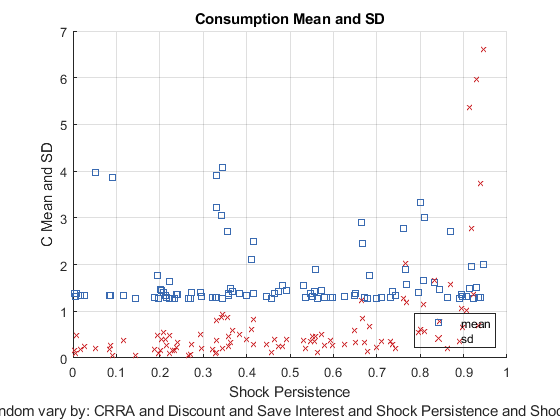 Consumption Mean and SD
7
6
5
4
3
2
1
0
C Mean and SD
mean
sd
0 0.1 0.2 0.3 0.4 0.5 0.6 0.7 0.8 0.9 1
Shock Persistence
ndom vary by: CRRA and Discount and Save Interest and Shock Persistence and Shoc